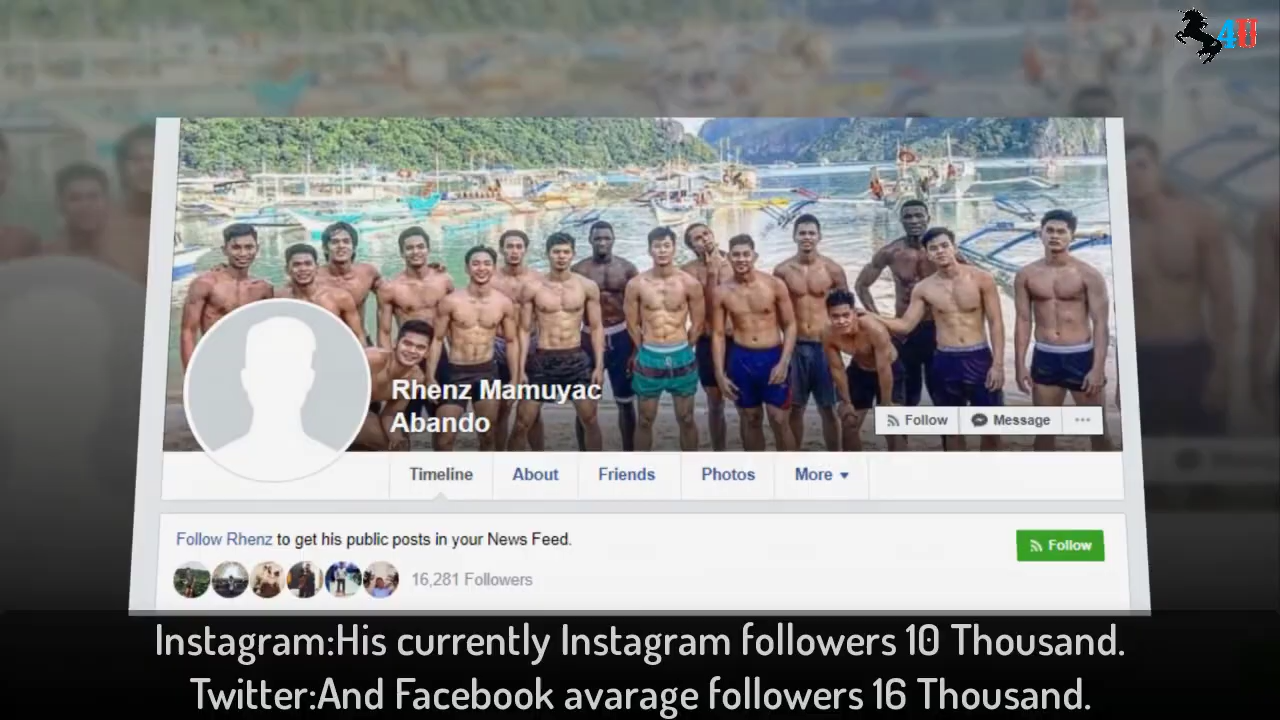 4U
Rhenz Mamuyac
Abando
Follow
Message
Timeline
About
Friends
Photos
More
Follow Rhenz to get his public posts in your News Feed.
Follow
16,281 Followers
Instagram:His currently Instagram followers 10 Thousand.
Twitter:And Facebook avarage followers 16 Thousand.